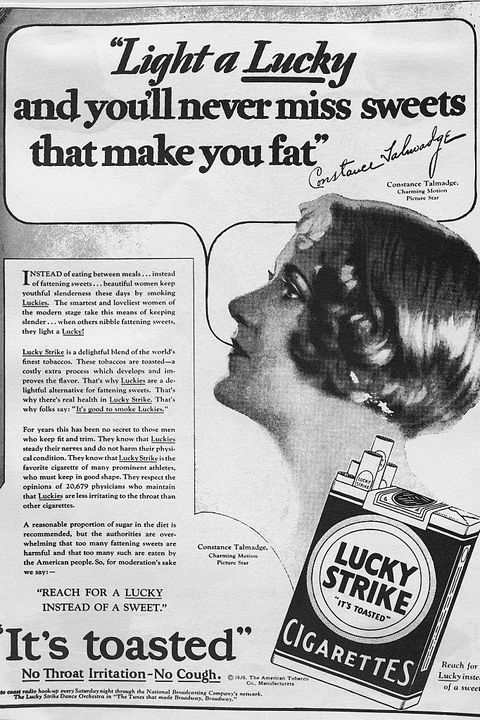 "Light a Lucky
and you'll never miss sweets
that make you fat"
Constance Talmadge
Constance Talmadge,
Charming Motion
Picture Star
INSTEAD of eating between meals . . . instead
of fattening sweets . . . beautiful women keep
youthful slenderness these days by smoking
Luckies. The smartest and loveliest women of
the modern stage take this means of keeping
slender . . . when others nibble fattening sweets,
they light a Lucky!
Lucky Strike is a delightful blend of the world's
finest tobaccos. These tobaccos are toasted—a
costly extra process which develops and im-
proves the flavor. That's why Luckies are a de-
lightful alternative for fattening sweets. That's
why there's real health in Lucky Strike. That's
why folks say: "It's good to smoke Luckies."
For years this has been no secret to those men
who keep fit and trim. They know that Luckies
steady their nerves and do not harm their physi-
cal condition. They know that Lucky Strike is the
favorite cigarette of many prominent athletes,
who must keep in good shape. They respect the
opinions of 20,679 physicians who maintain
that Luckies are less irritating to the throat than
other cigarettes.
A reasonable proportion of sugar in the diet is
recommended, but the authorities are over-
whelming that too many fattening sweets are
harmful and that too many such are eaten by
the American people. So, for moderation's sake
we say:—
"REACH FOR A LUCKY
INSTEAD OF A SWEET."
Constance Talmadge,
Charming Motion
Picture Star
LUCKY
STRIKE
"IT'S TOASTED"
CIGARETTES
"It's toasted"
No Throat Irritation-No Cough.
© 1929, The American Tobacco
Co., Manufacturers
Reach for
Lucky inste
of a sweet
to coast radio hook-up every Saturday night through the National Broadcasting Company's network.
The Lucky Strike Dance Orchestra in "The Tunes that made Broadway, Broadway."